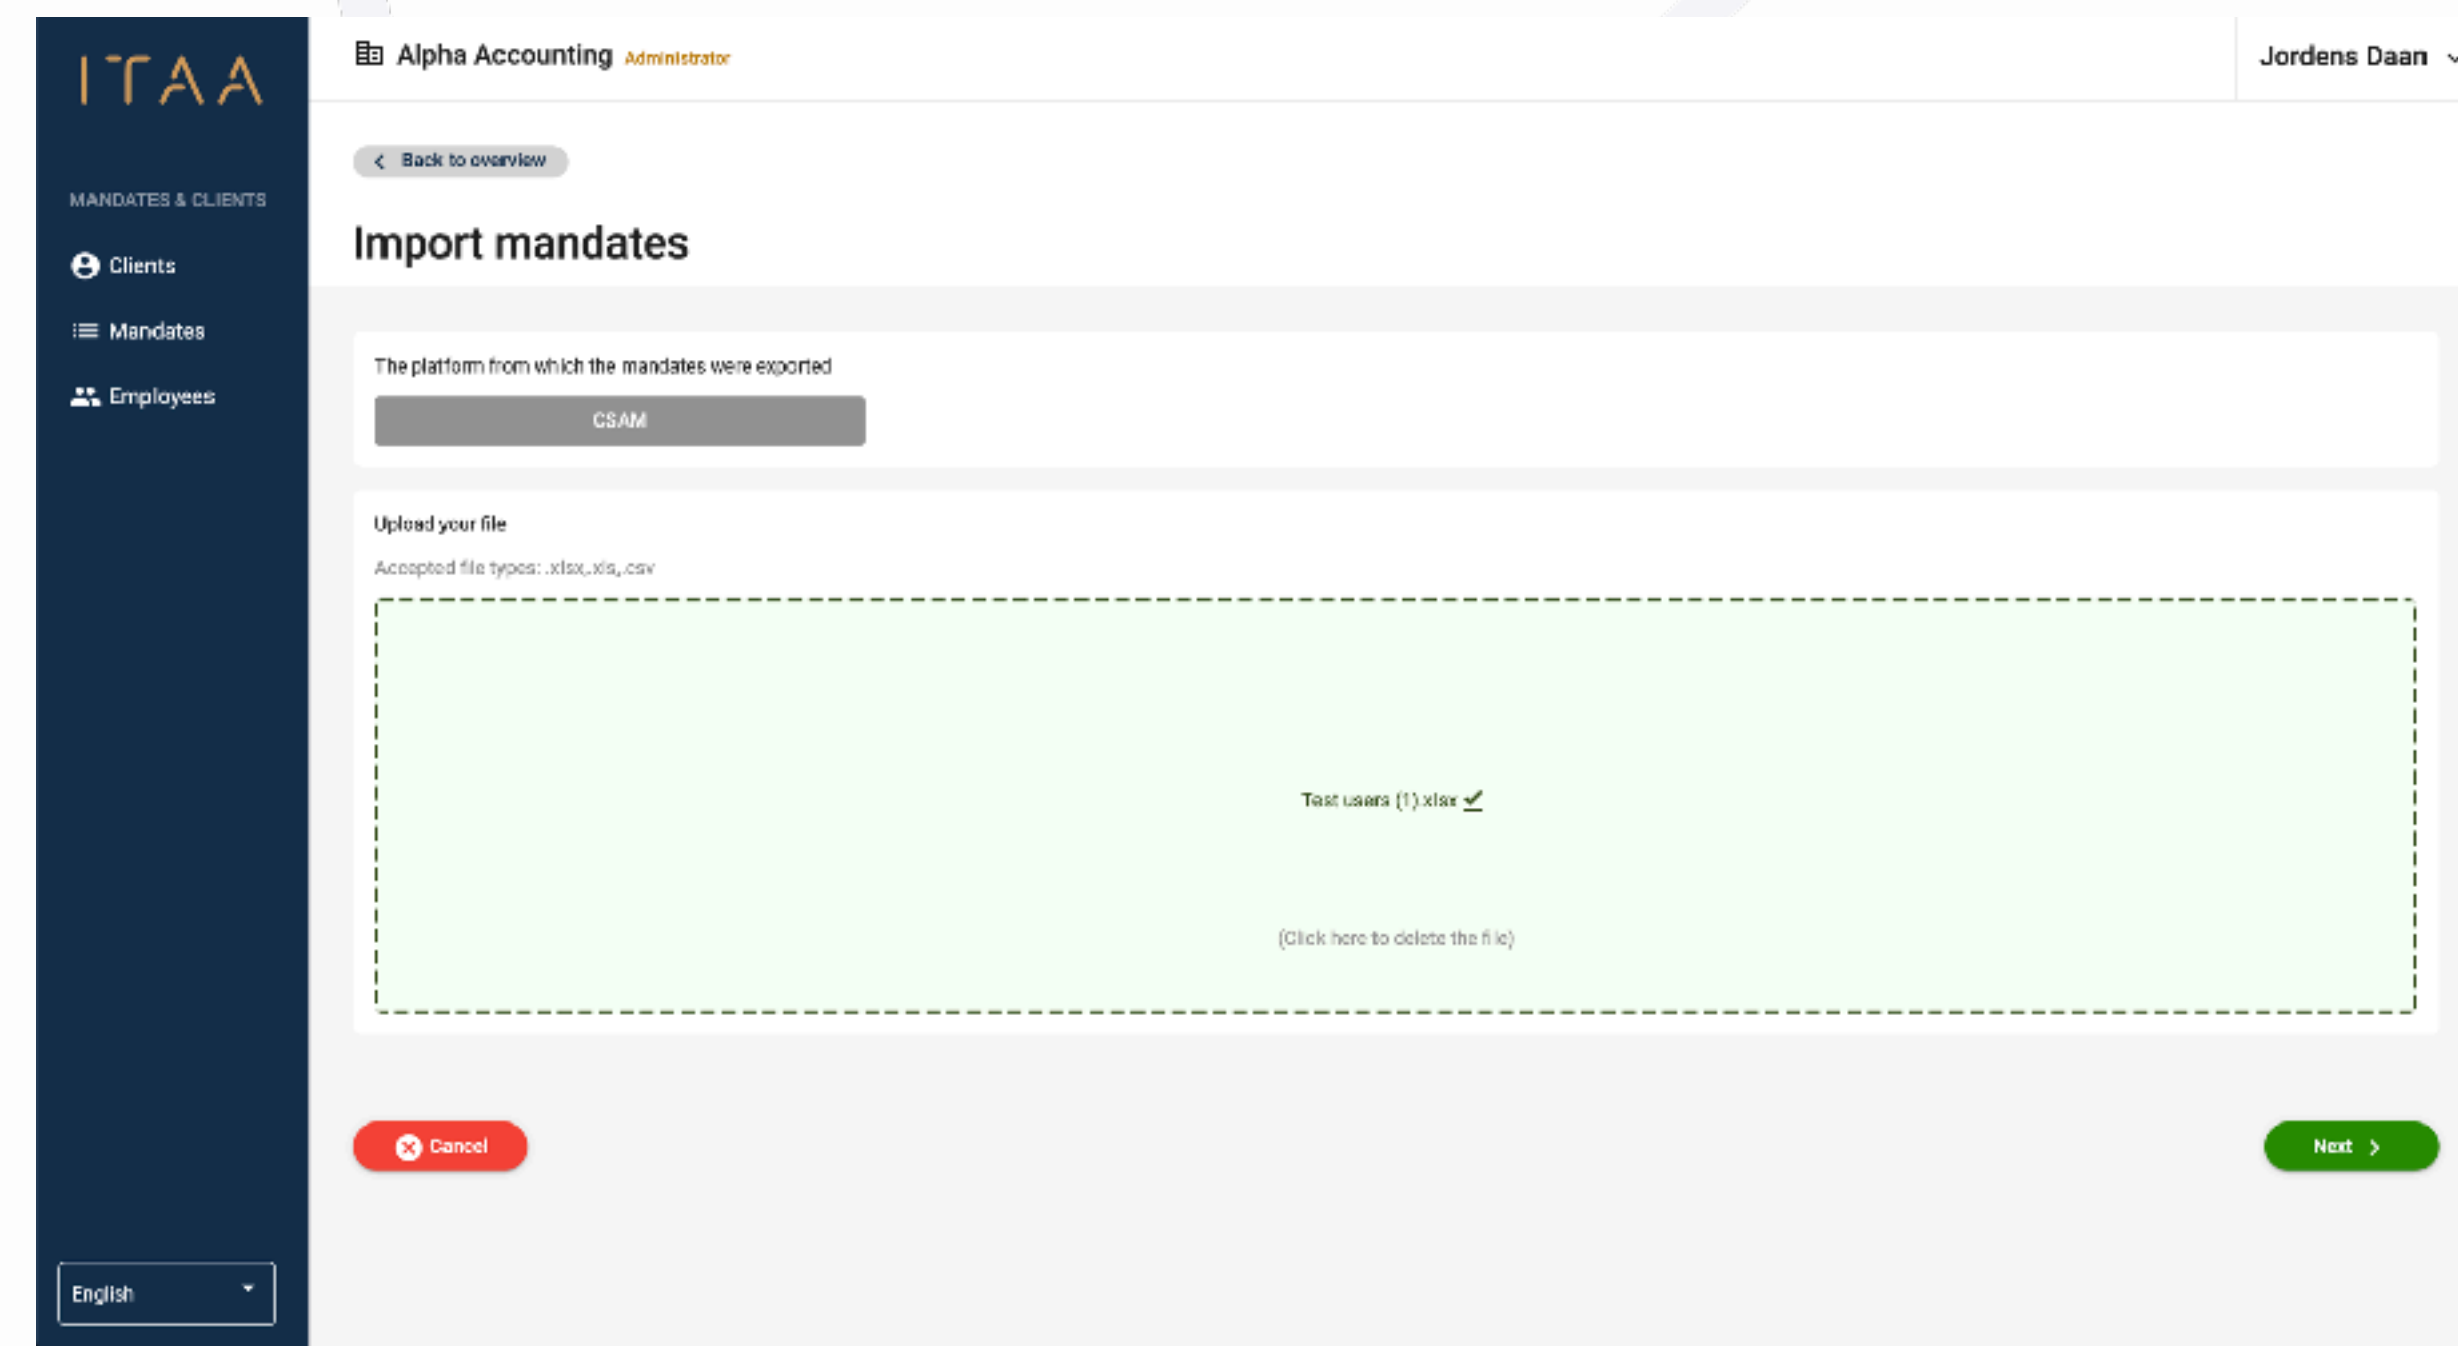 ITAA
Alpha Accounting Administrator
Jordens Daan
Back to overview
MANDATES & CLIENTS
Import mandates
Clients
Mandates
Employees
The platform from which the mandates were exported
CSAM
Upload your file
Accepted file types: .xlsx,.xls,.csv
Test users (1).xlsx
(Click here to delete the file)
Cancel
Next
English